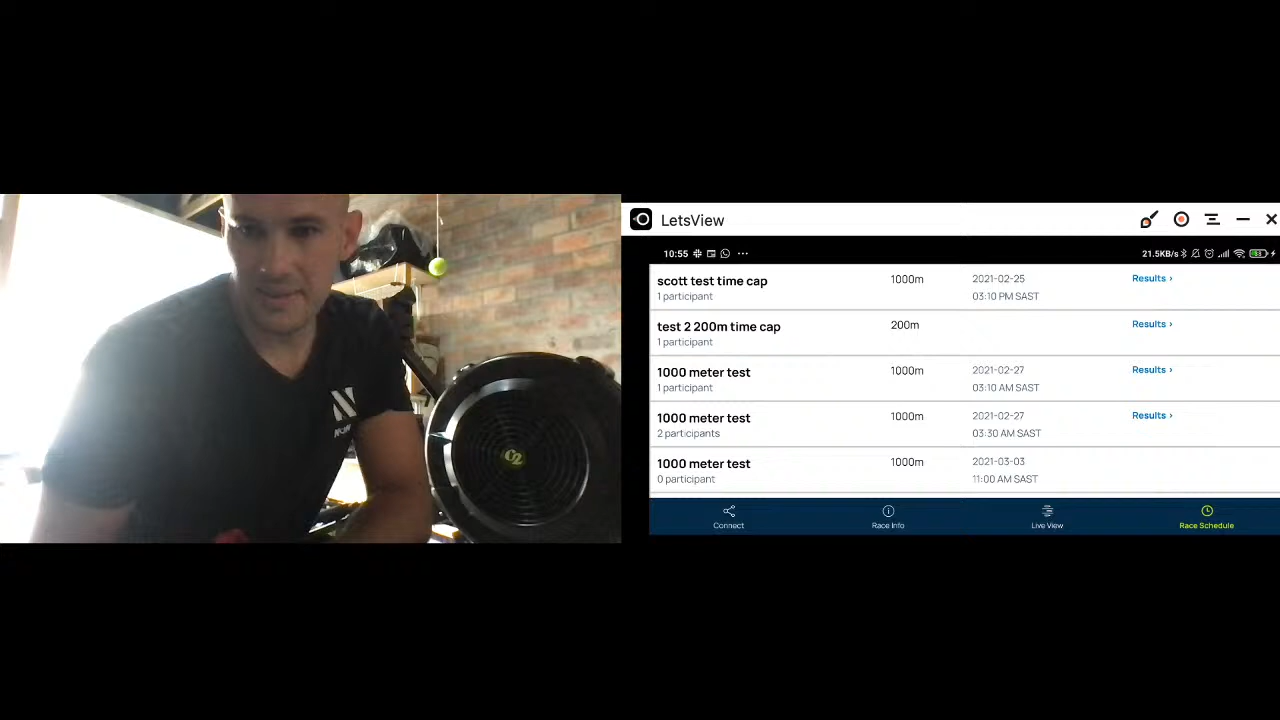 LetsView
10:55
21.5KB/s
scott test time cap
1000m
2021-02-25
Results ›
1 participant
03:10 PM SAST
test 2 200m time cap
200m
Results ›
1 participant
1000 meter test
1000m
2021-02-27
Results ›
1 participant
03:10 AM SAST
1000 meter test
1000m
2021-02-27
Results ›
2 participants
03:30 AM SAST
1000 meter test
1000m
2021-03-03
0 participant
11:00 AM SAST
Connect
Race Info
Live View
Race Schedule